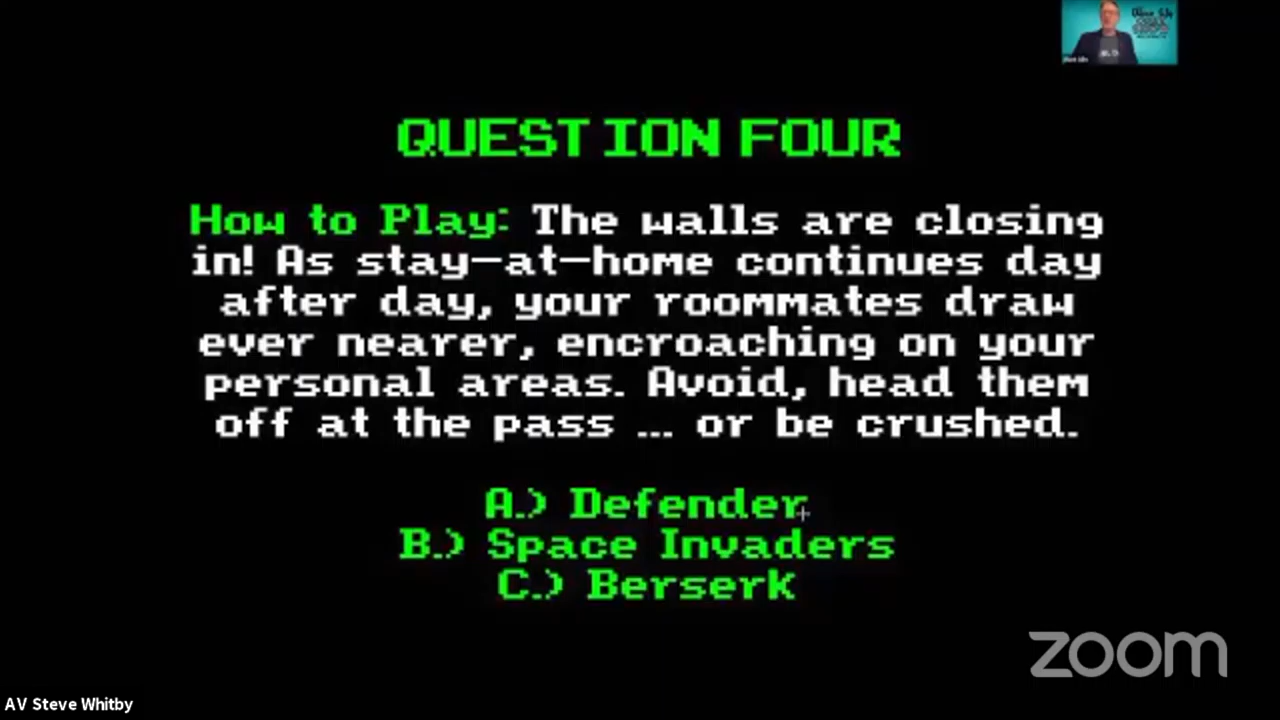 QUESTION FOUR
How to Play: The walls are closing
in! As stay-at-home continues day
after day, your roommates draw
ever nearer, encroaching on your
personal areas. Avoid, head them
off at the pass ... or be crushed.
A.) Defender
B.) Space Invaders
C.) Berserk
zoom
AV Steve Whitby